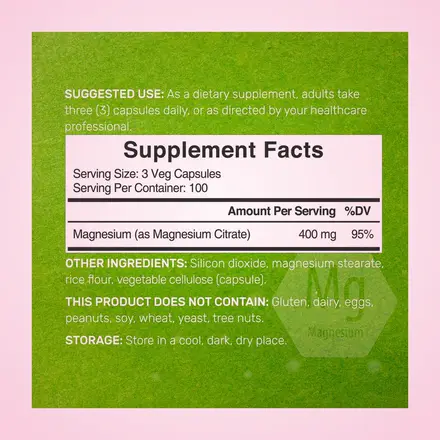 SUGGESTED USE: As a dietary supplement, adults take
three (3) capsules daily, or as directed by your healthcare
professional.
Supplement Facts
Serving Size: 3 Veg Capsules
Serving Per Container: 100
Amount Per Serving %DV
Magnesium (as Magnesium Citrate) 400 mg 95%
OTHER INGREDIENTS: Silicon dioxide, magnesium stearate,
rice flour, vegetable cellulose (capsule).
Mg
Magnesium
THIS PRODUCT DOES NOT CONTAIN: Gluten, dairy, eggs,
peanuts, soy, wheat, yeast, tree nuts.
STORAGE: Store in a cool, dark, dry place.